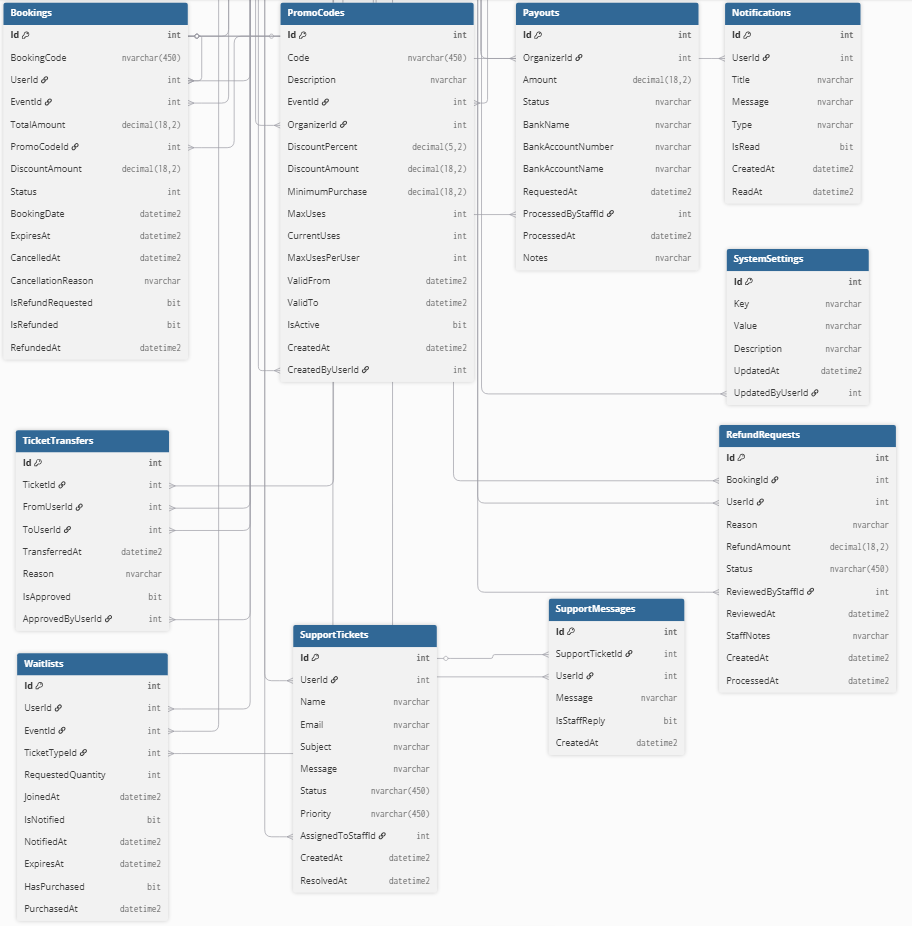 Bookings
Id int
BookingCode nvarchar(450)
UserId int
EventId int
TotalAmount decimal(18,2)
PromoCodeId int
DiscountAmount decimal(18,2)
Status int
BookingDate datetime2
ExpiresAt datetime2
CancelledAt datetime2
CancellationReason nvarchar
IsRefundRequested bit
IsRefunded bit
RefundedAt datetime2
PromoCodes
Id int
Code nvarchar(450)
Description nvarchar
EventId int
OrganizerId int
DiscountPercent decimal(5,2)
DiscountAmount decimal(18,2)
MinimumPurchase decimal(18,2)
MaxUses int
CurrentUses int
MaxUsesPerUser int
ValidFrom datetime2
ValidTo datetime2
IsActive bit
CreatedAt datetime2
CreatedByUserId int
Payouts
Id int
OrganizerId int
Amount decimal(18,2)
Status nvarchar
BankName nvarchar
BankAccountNumber nvarchar
BankAccountName nvarchar
RequestedAt datetime2
ProcessedByStaffId int
ProcessedAt datetime2
Notes nvarchar
Notifications
Id int
UserId int
Title nvarchar
Message nvarchar
Type nvarchar
IsRead bit
CreatedAt datetime2
ReadAt datetime2
SystemSettings
Id int
Key nvarchar
Value nvarchar
Description nvarchar
UpdatedAt datetime2
UpdatedByUserId int
TicketTransfers
Id int
TicketId int
FromUserId int
ToUserId int
TransferredAt datetime2
Reason nvarchar
IsApproved bit
ApprovedByUserId int
RefundRequests
Id int
BookingId int
UserId int
Reason nvarchar
RefundAmount decimal(18,2)
Status nvarchar(450)
ReviewedByStaffId int
ReviewedAt datetime2
StaffNotes nvarchar
CreatedAt datetime2
ProcessedAt datetime2
Waitlists
Id int
UserId int
EventId int
TicketTypeId int
RequestedQuantity int
JoinedAt datetime2
IsNotified bit
NotifiedAt datetime2
ExpiresAt datetime2
HasPurchased bit
PurchasedAt datetime2
SupportTickets
Id int
UserId int
Name nvarchar
Email nvarchar
Subject nvarchar
Message nvarchar
Status nvarchar(450)
Priority nvarchar(450)
AssignedToStaffId int
CreatedAt datetime2
ResolvedAt datetime2
SupportMessages
Id int
SupportTicketId int
UserId int
Message nvarchar
IsStaffReply bit
CreatedAt datetime2